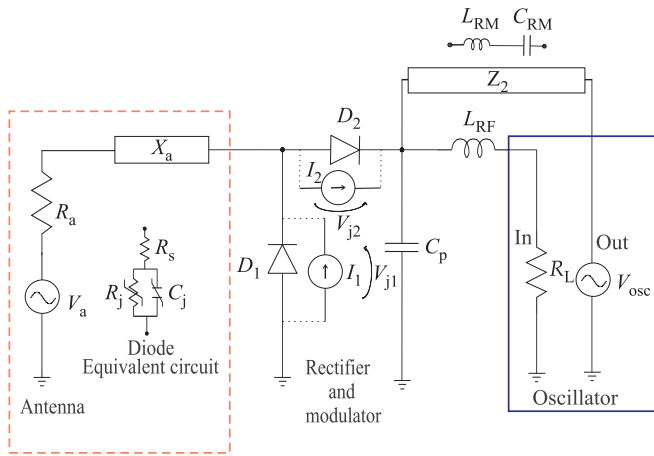 L_RM C_RM
Z_2
X_a
D_2
L_RF
I_2
V_j2
R_a
R_s
R_j C_j
D_1
I_1 V_j1
C_p
In
R_L
Out
V_osc
V_a
Diode
Equivalent circuit
Antenna
Rectifier
and
modulator
Oscillator